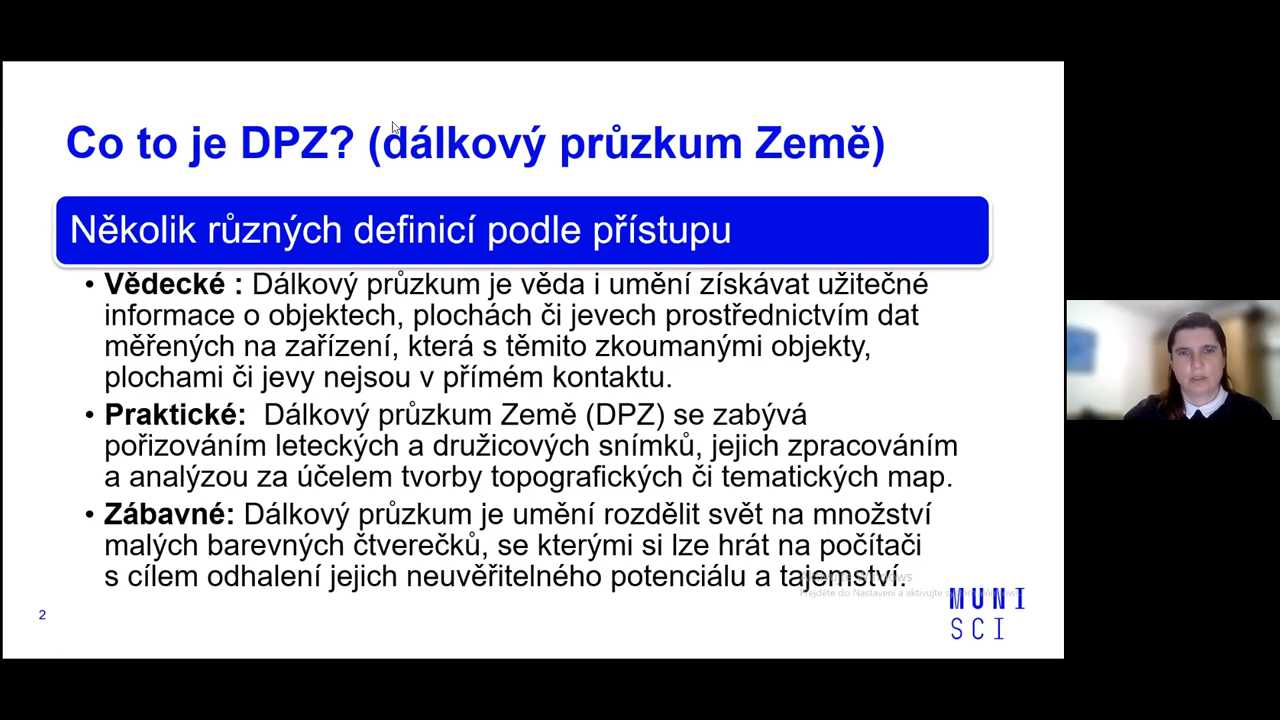 Co to je DPZ? (dálkový průzkum Země)
Několik různých definicí podle přístupu
• Vědecké : Dálkový průzkum je věda i umění získávat užitečné
informace o objektech, plochách či jevech prostřednictvím dat
měřených na zařízení, která s těmito zkoumanými objekty,
plochami či jevy nejsou v přímém kontaktu.
• Praktické: Dálkový průzkum Země (DPZ) se zabývá
pořizováním leteckých a družicových snímků, jejich zpracováním
a analýzou za účelem tvorby topografických či tematických map.
• Zábavné: Dálkový průzkum je umění rozdělit svět na množství
malých barevných čtverečků, se kterými si lze hrát na počítači
s cílem odhalení jejich neuvěřitelného potenciálu a tajemství.
Přejděte do Nastavení a aktivujte
2
MUNI
SCI